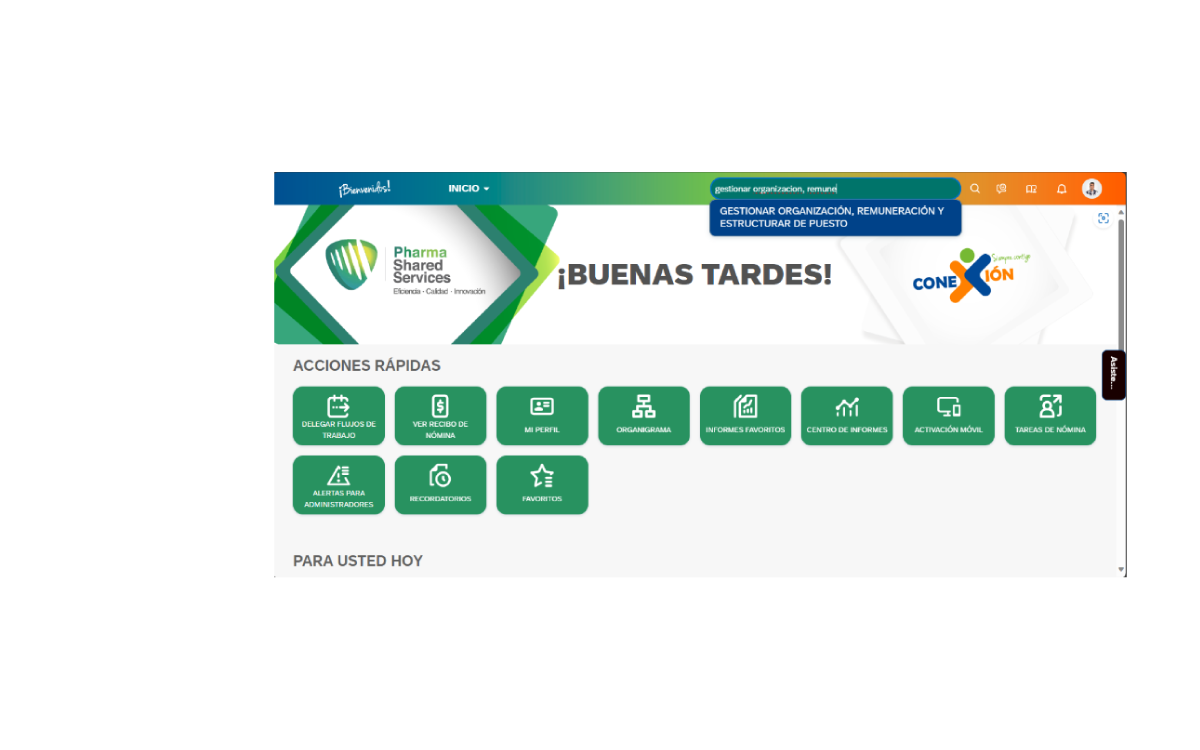 ¡Bienvenidos!
INICIO
gestionar organizacion, remune
GESTIONAR ORGANIZACIÓN, REMUNERACIÓN Y
ESTRUCTURAR DE PUESTO
Pharma
Shared
Services
Eficiencia - Calidad - Innovación
¡BUENAS TARDES!
Siempre contigo
CONEXIÓN
Asiste...
ACCIONES RÁPIDAS
DELEGAR FLUJOS DE
TRABAJO
VER RECIBO DE
NÓMINA
MI PERFIL
ORGANIGRAMA
INFORMES FAVORITOS
CENTRO DE INFORMES
ACTIVACIÓN MÓVIL
TAREAS DE NÓMINA
ALERTAS PARA
ADMINISTRADORES
RECORDATORIOS
FAVORITOS
PARA USTED HOY